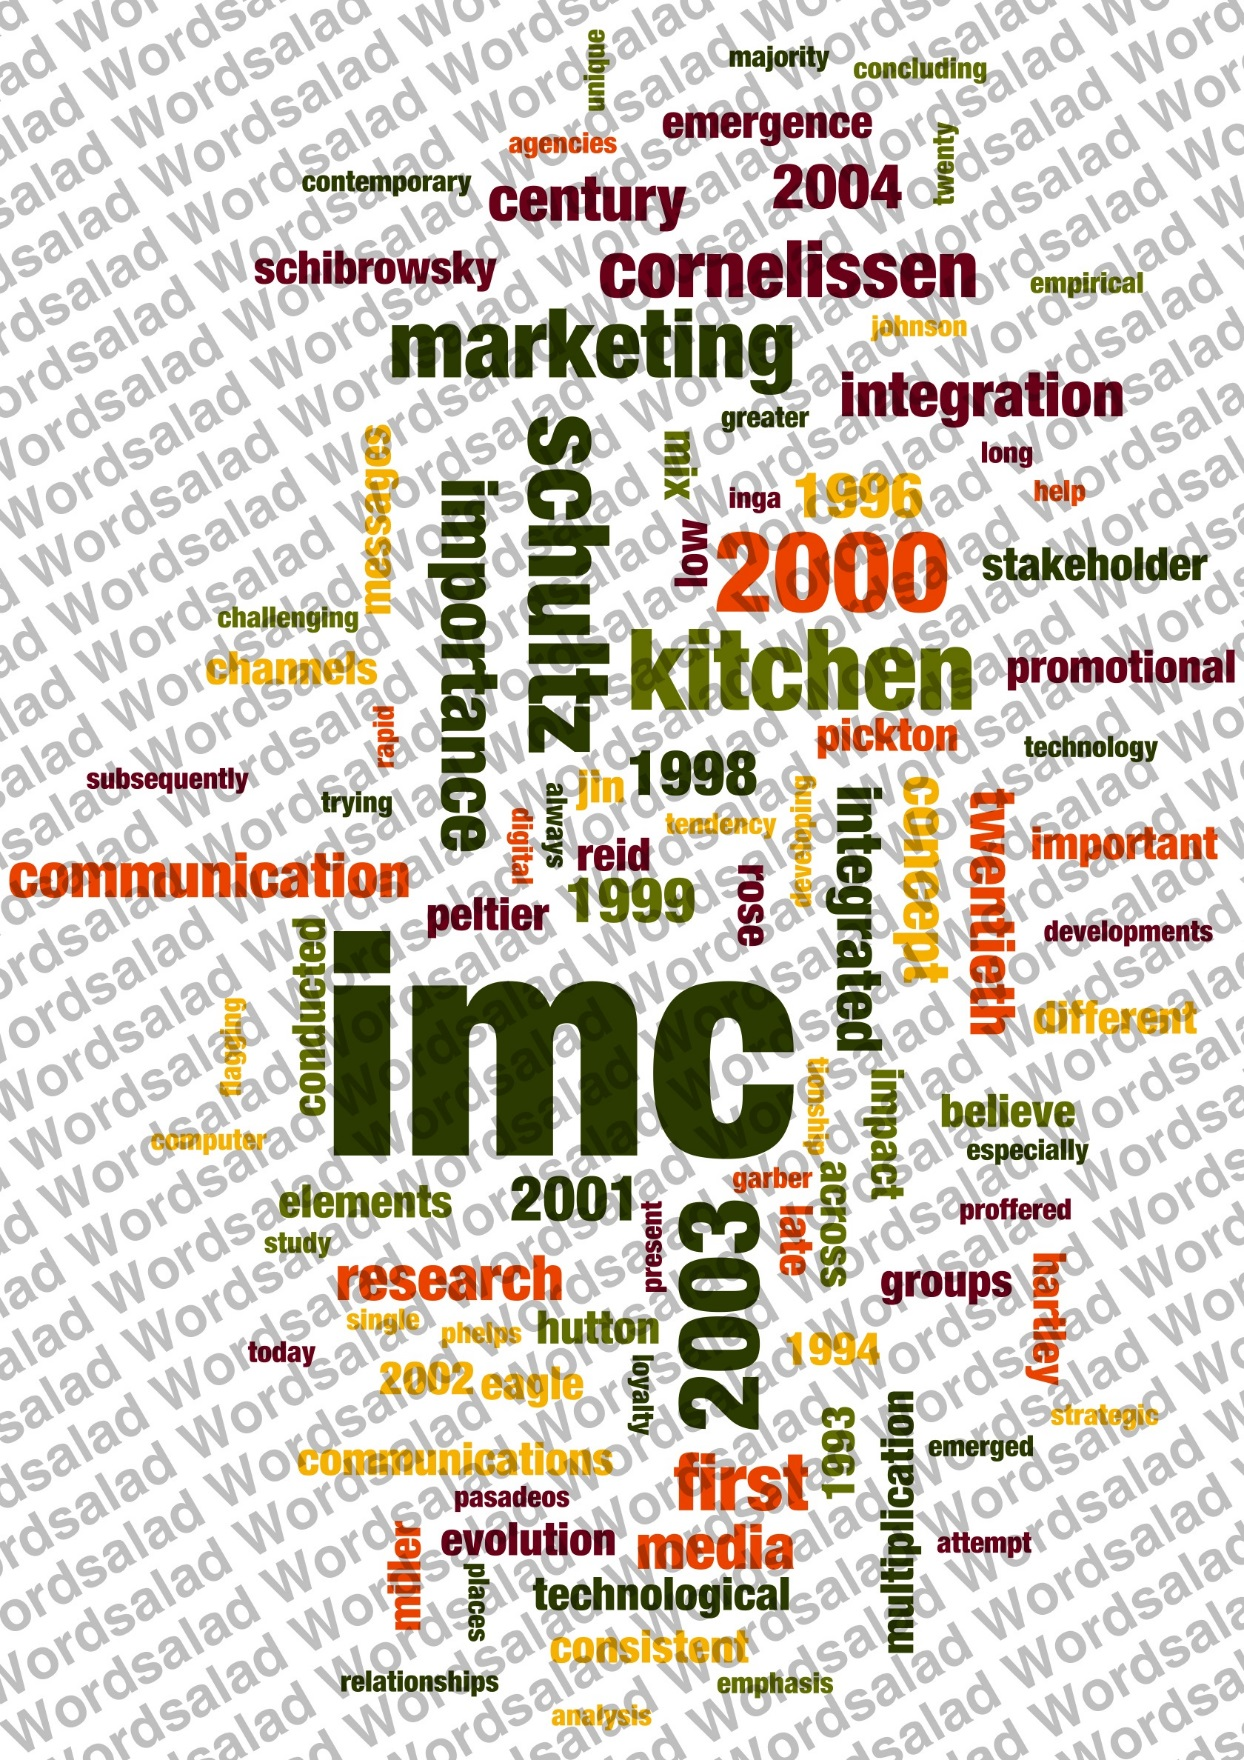 unique
majority
concluding
agencies
emergence
twenty
contemporary
century
2004
schibrowsky
cornelissen
empirical
johnson
marketing
integration
greater
messages
importance
schultz
mix
long
inga
1996
help
low
2000
stakeholder
challenging
channels
kitchen
promotional
rapid
pickton
technology
subsequently
trying
always
jin
1998
developing
integrated
concept
twentieth
digital
tendency
important
communication
reid
rose
peltier
1999
developments
conducted
imc
flagging
different
tionship
impact
believe
computer
especially
garber
across
elements
2001
present
2003
late
proffered
study
research
groups
hartley
single
phelps
hutton
1994
today
2002
eagle
loyalty
1993
multiplication
strategic
communications
emerged
first
pasadeos
miller
evolution
media
attempt
places
technological
consistent
relationships
emphasis
analysis
Wordsalad